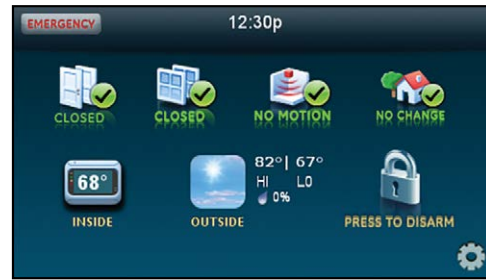 EMERGENCY
12:30p
CLOSED
CLOSED
NO MOTION
NO CHANGE
68°
82°| 67°
HI LO
0%
INSIDE
OUTSIDE
PRESS TO DISARM